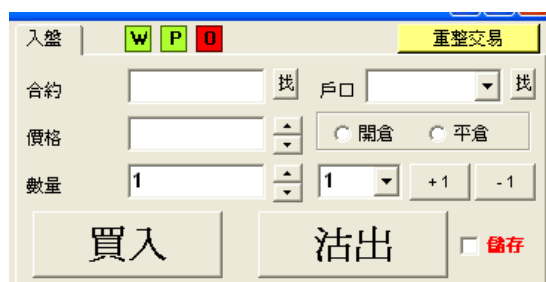 入盤 W P O 重整交易
合約 找 戶口 找
價格 開倉 平倉
數量 1 1 +1 -1
買入 沽出 儲存